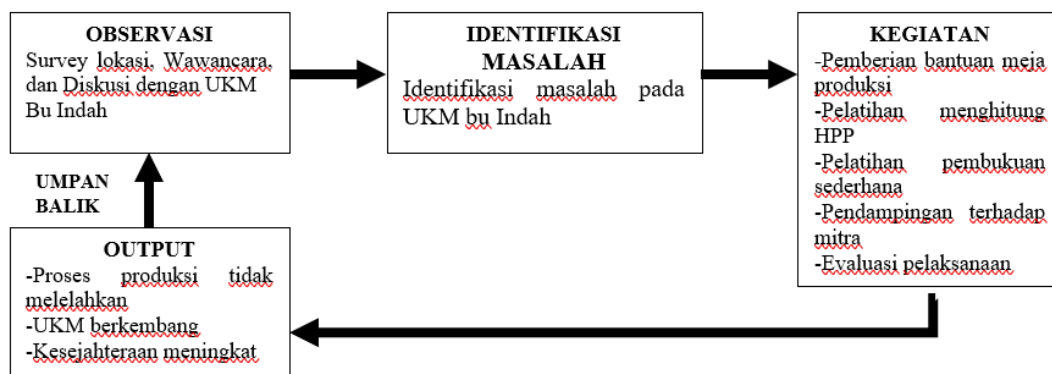 OBSERVASI
Survey lokasi, Wawancara,
dan Diskusi dengan UKM
Bu Indah
IDENTIFIKASI
MASALAH
Identifikasi masalah pada
UKM bu Indah
KEGIATAN
-Pemberian bantuan meja
produksi
-Pelatihan menghitung
HPP
-Pelatihan pembukuan
sederhana
-Pendampingan terhadap
mitra
-Evaluasi pelaksanaan
UMPAN
BALIK
OUTPUT
-Proses produksi tidak
melelahkan
-UKM berkembang
-Kesejahteraan meningkat